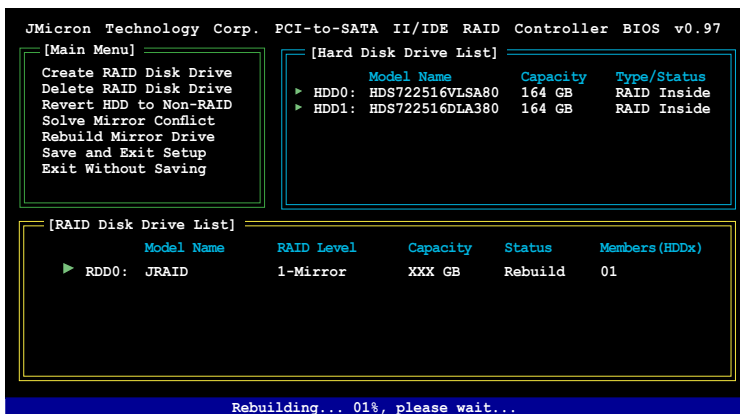 JMicron Technology Corp. PCI-to-SATA II/IDE RAID Controller BIOS v0.97
[Main Menu]
Create RAID Disk Drive
Delete RAID Disk Drive
Revert HDD to Non-RAID
Solve Mirror Conflict
Rebuild Mirror Drive
Save and Exit Setup
Exit Without Saving
[Hard Disk Drive List]
Model Name Capacity Type/Status
HDD0: HDS722516VLSA80 164 GB RAID Inside
HDD1: HDS722516DLA380 164 GB RAID Inside
[RAID Disk Drive List]
Model Name RAID Level Capacity Status Members(HDDx)
RDD0: JRAID 1-Mirror XXX GB Rebuild 01
Rebuilding... 01%, please wait...